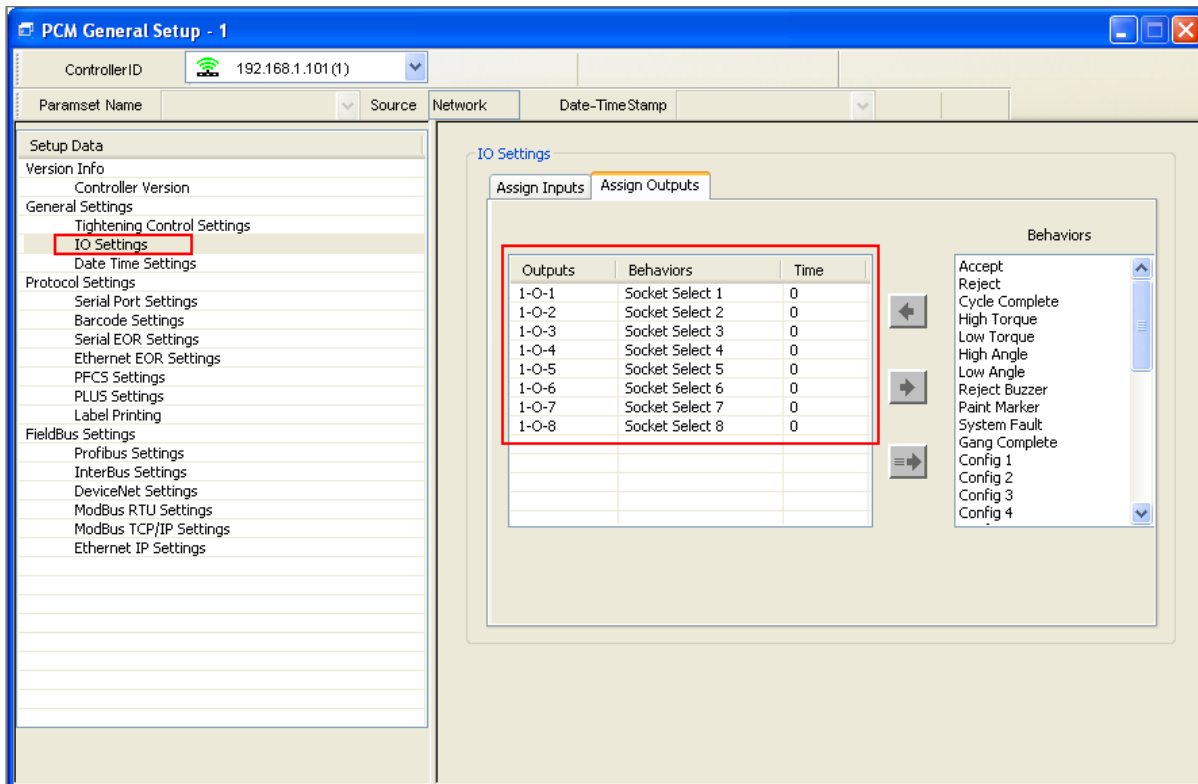 PCM General Setup - 1
ControllerID 192.168.1.101(1)
Paramset Name Source Network Date-TimeStamp
Setup Data
Version Info
Controller Version
General Settings
Tightening Control Settings
IO Settings
Date Time Settings
Protocol Settings
Serial Port Settings
Barcode Settings
Serial EOR Settings
Ethernet EOR Settings
PFCS Settings
PLUS Settings
Label Printing
FieldBus Settings
Profibus Settings
InterBus Settings
DeviceNet Settings
ModBus RTU Settings
ModBus TCP/IP Settings
Ethernet IP Settings
IO Settings
Assign Inputs Assign Outputs
Outputs Behaviors Time
1-O-1 Socket Select 1 0
1-O-2 Socket Select 2 0
1-O-3 Socket Select 3 0
1-O-4 Socket Select 4 0
1-O-5 Socket Select 5 0
1-O-6 Socket Select 6 0
1-O-7 Socket Select 7 0
1-O-8 Socket Select 8 0
Behaviors
Accept
Reject
Cycle Complete
High Torque
Low Torque
High Angle
Low Angle
Reject Buzzer
Paint Marker
System Fault
Gang Complete
Config 1
Config 2
Config 3
Config 4